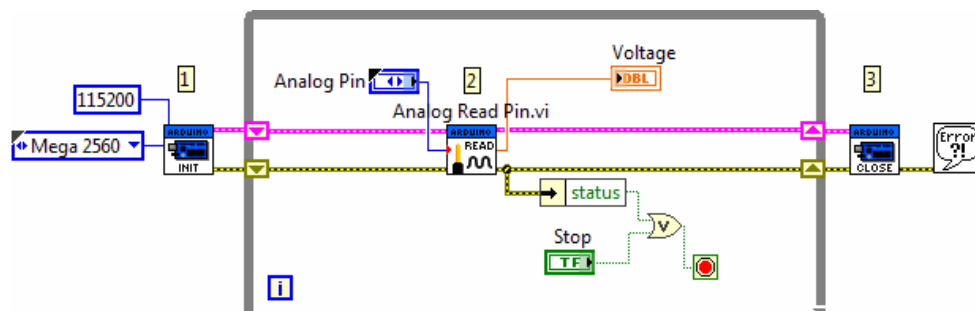 1
2
3
Voltage
Analog Pin
DBL
115200
Analog Read Pin.vi
ARDUINO
ARDUINO
ARDUINO
READ
Mega 2560
INIT
CLOSE
Error
?!
status
V
Stop
TF
i